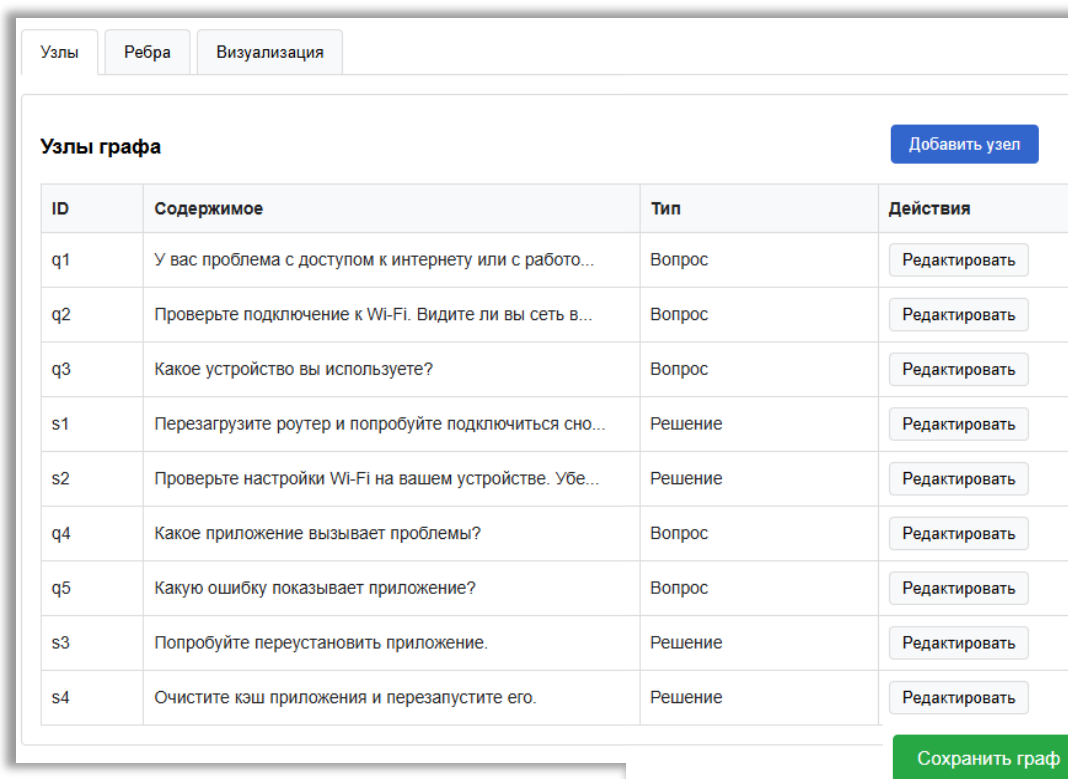 Узлы Ребра Визуализация
Узлы графа Добавить узел
ID Содержимое Тип Действия
q1 У вас проблема с доступом к интернету или с работо... Вопрос Редактировать
q2 Проверьте подключение к Wi-Fi. Видите ли вы сеть в... Вопрос Редактировать
q3 Какое устройство вы используете? Вопрос Редактировать
s1 Перезагрузите роутер и попробуйте подключиться сно... Решение Редактировать
s2 Проверьте настройки Wi-Fi на вашем устройстве. Убе... Решение Редактировать
q4 Какое приложение вызывает проблемы? Вопрос Редактировать
q5 Какую ошибку показывает приложение? Вопрос Редактировать
s3 Попробуйте переустановить приложение. Решение Редактировать
s4 Очистите кэш приложения и перезапустите его. Решение Редактировать
Сохранить граф